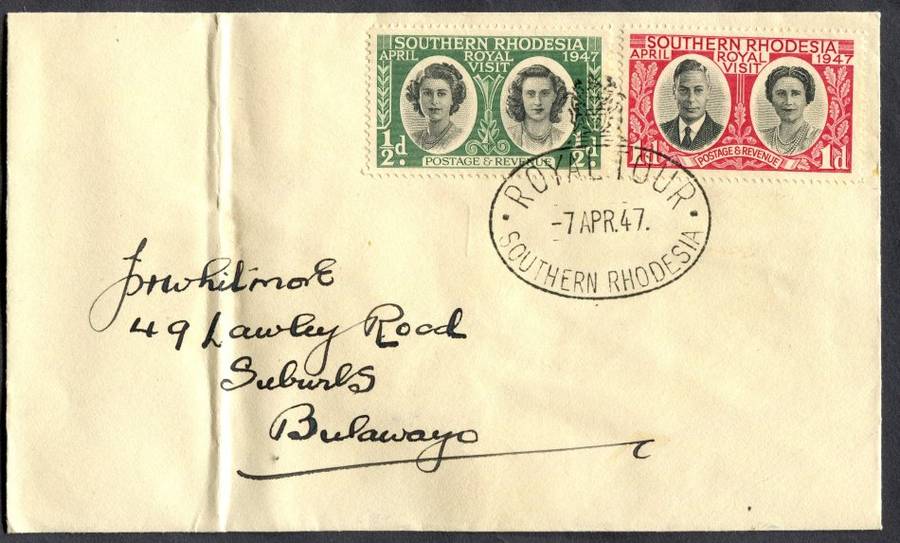 SOUTHERN RHODESIA
APRIL ROYAL VISIT 1947
½d. ½d
POSTAGE & REVENUE
SOUTHERN RHODESIA
APRIL ROYAL VISIT 1947
1d 1d
POSTAGE & REVENUE
ROYAL TOUR
-7 APR.47.
SOUTHERN RHODESIA
Whitmore
49 Lawley Road
Suburbs
Bulawayo